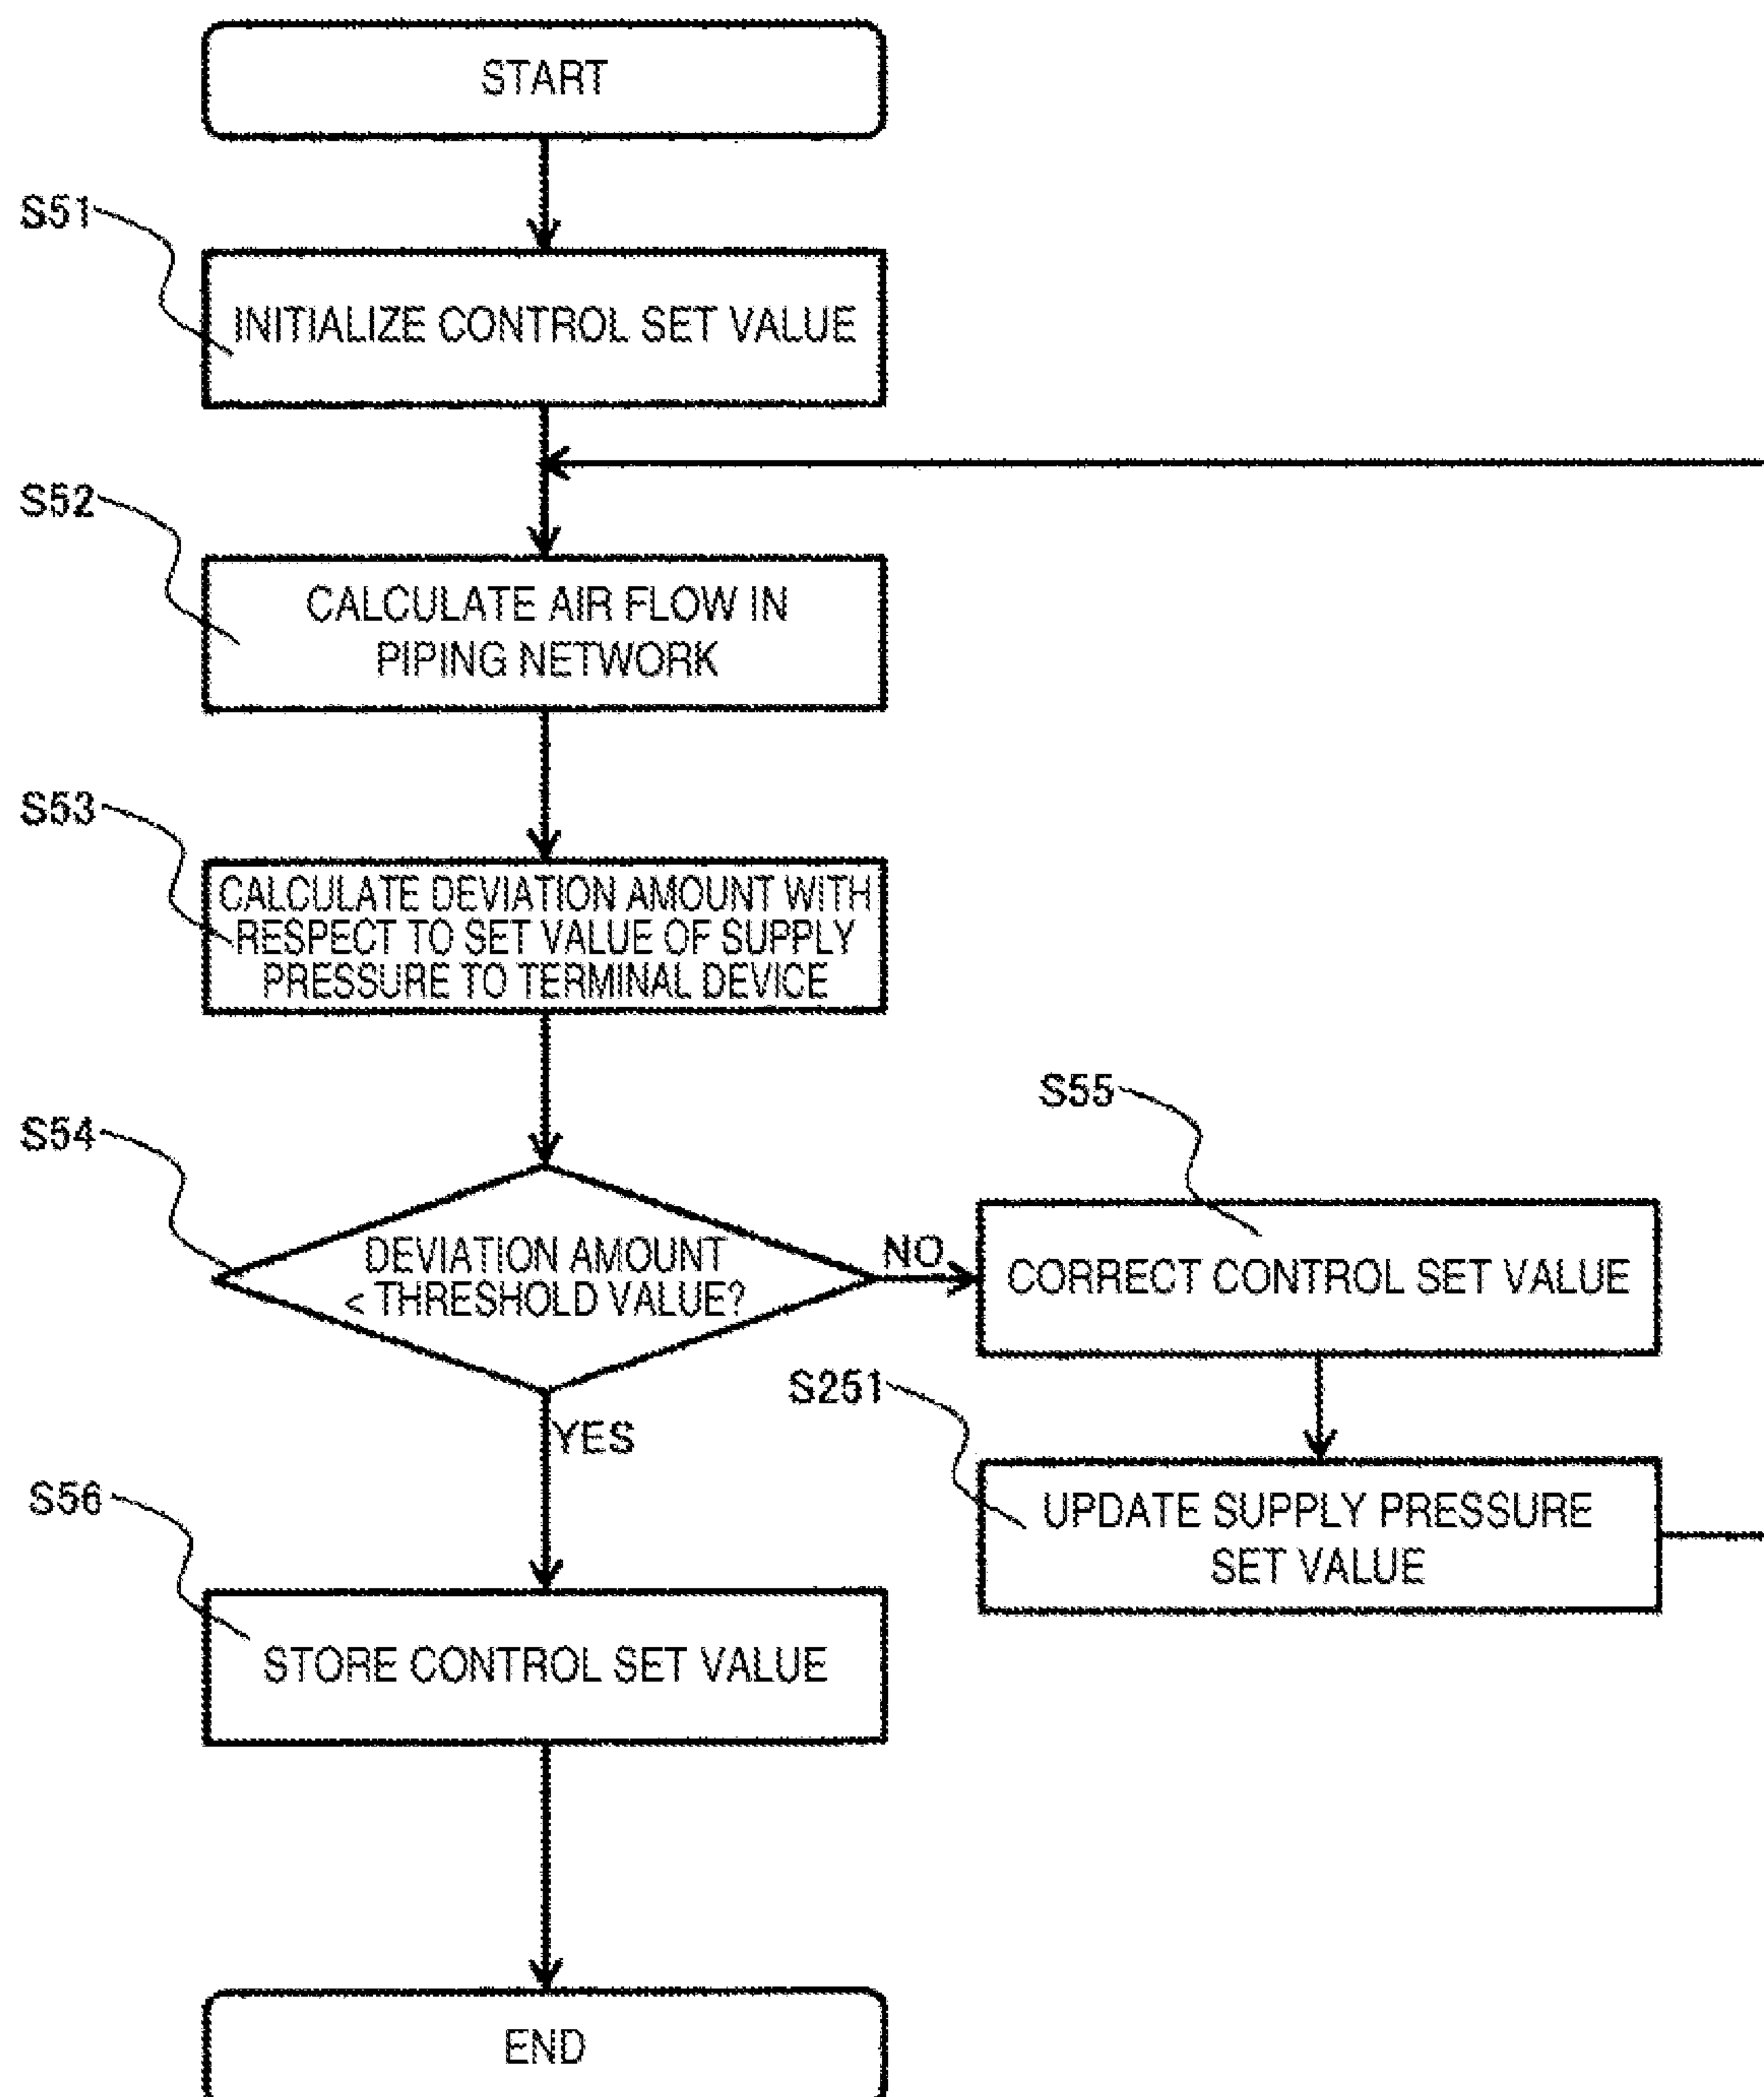 START
S51
INITIALIZE CONTROL SET VALUE
S52
CALCULATE AIR FLOW IN
PIPING NETWORK
S53
CALCULATE DEVIATION AMOUNT WITH
RESPECT TO SET VALUE OF SUPPLY
PRESSURE TO TERMINAL DEVICE
S54
DEVIATION AMOUNT
< THRESHOLD VALUE?
NO
S55
CORRECT CONTROL SET VALUE
S251
UPDATE SUPPLY PRESSURE
SET VALUE
YES
S56
STORE CONTROL SET VALUE
END